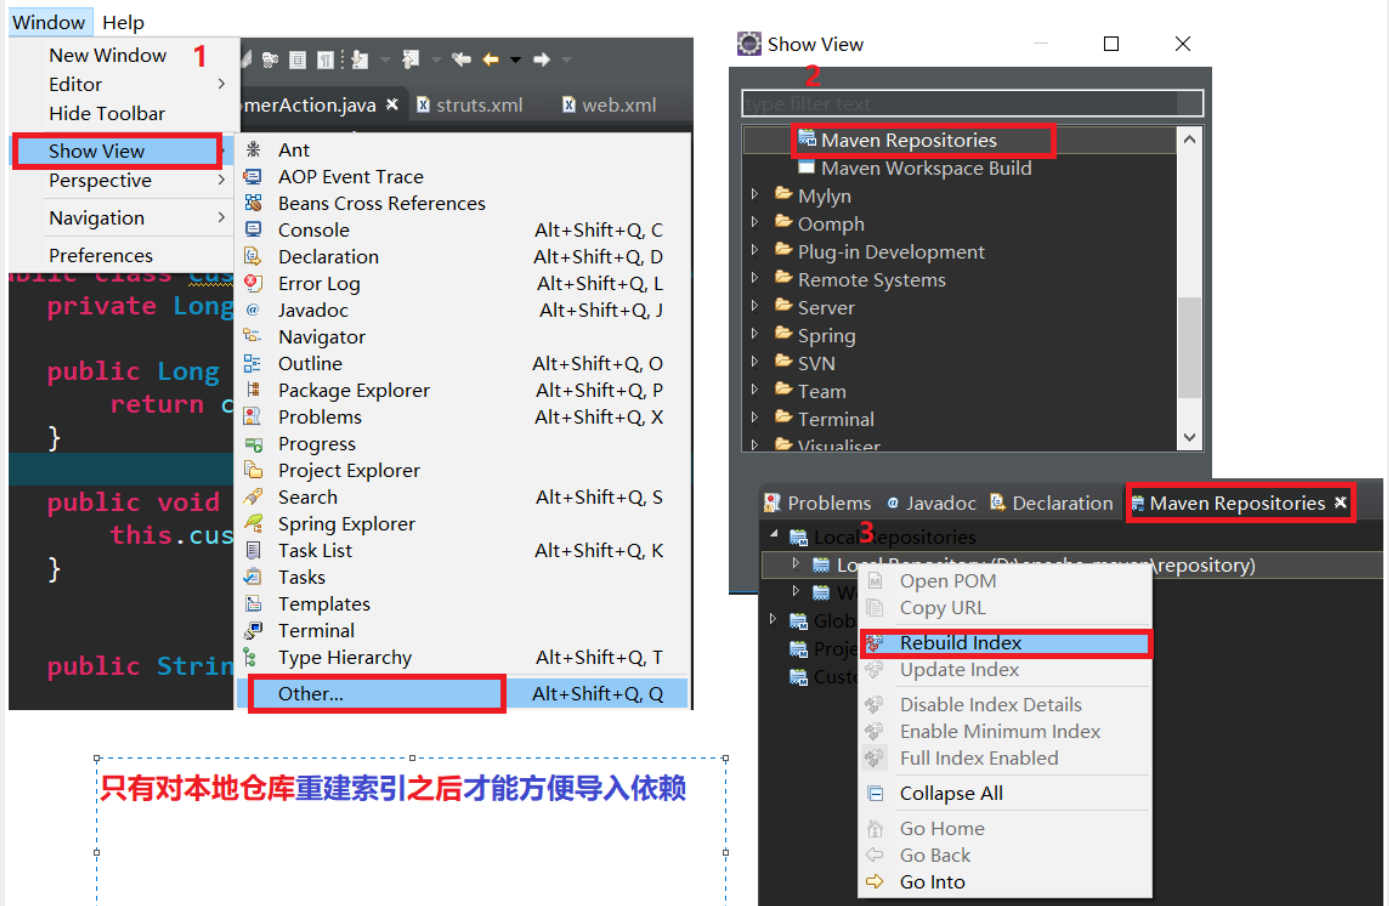 Window Help
1
New Window
Editor
Hide Toolbar
Show View
Perspective
Navigation
Preferences
merAction.java
struts.xml
web.xml
private Long
public Long
return c
}
public void
this.cus
}
public Strin
Ant
AOP Event Trace
Beans Cross References
Console Alt+Shift+Q, C
Declaration Alt+Shift+Q, D
Error Log Alt+Shift+Q, L
Javadoc Alt+Shift+Q, J
Navigator
Outline Alt+Shift+Q, O
Package Explorer Alt+Shift+Q, P
Problems Alt+Shift+Q, X
Progress
Project Explorer
Search Alt+Shift+Q, S
Spring Explorer
Task List Alt+Shift+Q, K
Tasks
Templates
Terminal
Type Hierarchy Alt+Shift+Q, T
Other... Alt+Shift+Q, Q
只有对本地仓库重建索引之后才能方便导入依赖
Show View
2
type filter text
Maven Repositories
Maven Workspace Build
Mylyn
Oomph
Plug-in Development
Remote Systems
Server
Spring
SVN
Team
Terminal
Visualiser
Problems @ Javadoc Declaration Maven Repositories
3
Local Repositories
\repository)
Open POM
Copy URL
Rebuild Index
Update Index
Disable Index Details
Enable Minimum Index
Full Index Enabled
Collapse All
Go Home
Go Back
Go Into